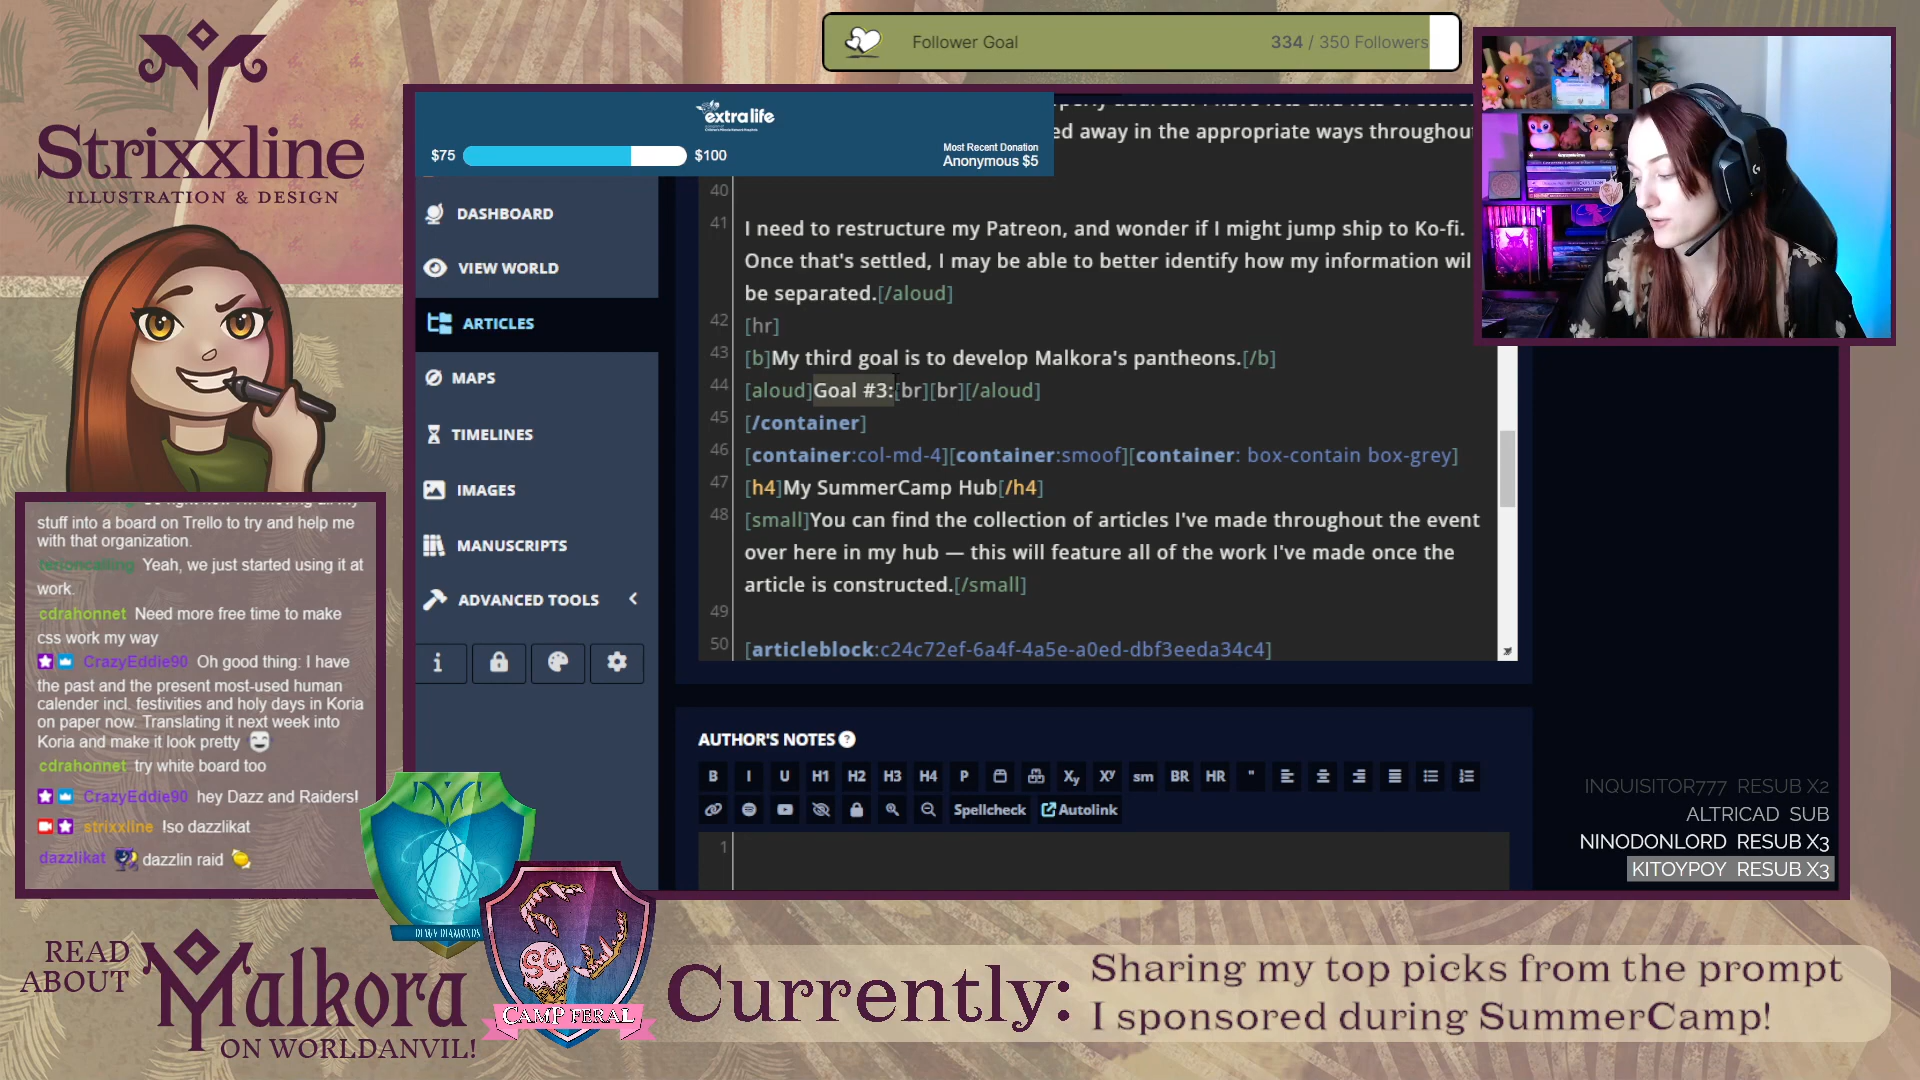 Strixxline
ILLUSTRATION & DESIGN
Follower Goal
334 / 350 Followers
extralife
$75
$100
Most Recent Donation
Anonymous $5
ed away in the appropriate ways throughout
DASHBOARD
VIEW WORLD
ARTICLES
MAPS
TIMELINES
IMAGES
MANUSCRIPTS
ADVANCED TOOLS
40
41 I need to restructure my Patreon, and wonder if I might jump ship to Ko-fi.
Once that's settled, I may be able to better identify how my information wil
be separated.[/aloud]
42 [hr]
43 [b]My third goal is to develop Malkora's pantheons.[/b]
44 [aloud]Goal #3:[br][br][/aloud]
45 [/container]
46 [container:col-md-4][container:smoof][container: box-contain box-grey]
47 [h4]My SummerCamp Hub[/h4]
48 [small]You can find the collection of articles I've made throughout the event
over here in my hub — this will feature all of the work I've made once the
article is constructed.[/small]
49
50 [articleblock:c24c72ef-6a4f-4a5e-a0ed-dbf3eeda34c4]
AUTHOR'S NOTES ?
B I U H1 H2 H3 H4 P Xy Xʸ sm BR HR "
Spellcheck Autolink
1
stuff into a board on Trello to try and help me
with that organization.
Yeah, we just started using it at
work.
cdrahonnet Need more free time to make
css work my way
CrazyEddie90 Oh good thing: I have
the past and the present most-used human
calender incl. festivities and holy days in Koria
on paper now. Translating it next week into
Koria and make it look pretty
cdrahonnet try white board too
CrazyEddie90 hey Dazz and Raiders!
strixxline !so dazzlikat
dazzlikat dazzlin raid
INQUISITOR777 RESUB X2
ALTRICAD SUB
NINODONLORD RESUB X3
KITOYPOY RESUB X3
DIAMONDS
SC
CAMP FERAL
READ
ABOUT
Malkora
ON WORLDANVIL!
Currently:
Sharing my top picks from the prompt
I sponsored during SummerCamp!